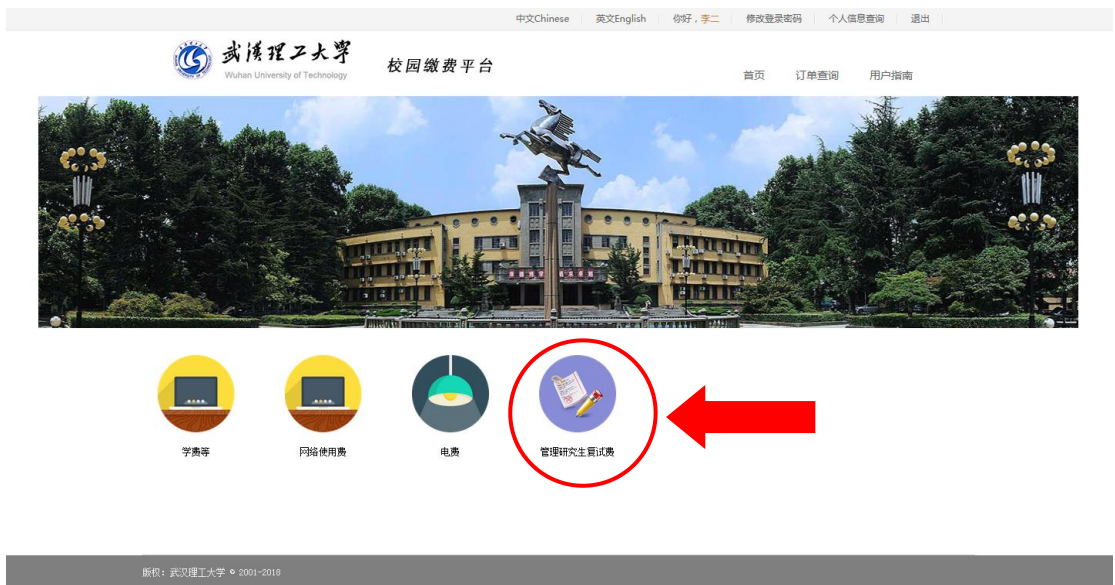 中文Chinese 英文English 你好，李二 修改登录密码 个人信息查询 退出
武汉理工大学
Wuhan University of Technology
校园缴费平台
首页 订单查询 用户指南
学费等 网络使用费 电费 管理研究生复试费
版权: 武汉理工大学 © 2001-2018